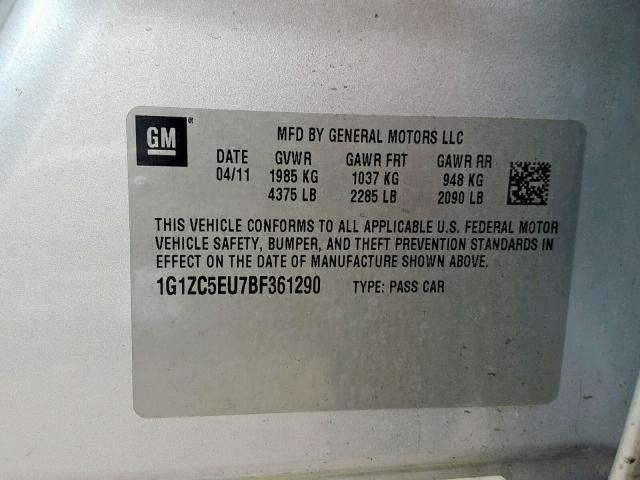 GM
MFD BY GENERAL MOTORS LLC
DATE GVWR GAWR FRT GAWR RR
04/11 1985 KG 1037 KG 948 KG
4375 LB 2285 LB 2090 LB
THIS VEHICLE CONFORMS TO ALL APPLICABLE U.S. FEDERAL MOTOR
VEHICLE SAFETY, BUMPER, AND THEFT PREVENTION STANDARDS IN
EFFECT ON THE DATE OF MANUFACTURE SHOWN ABOVE.
1G1ZC5EU7BF361290 TYPE: PASS CAR